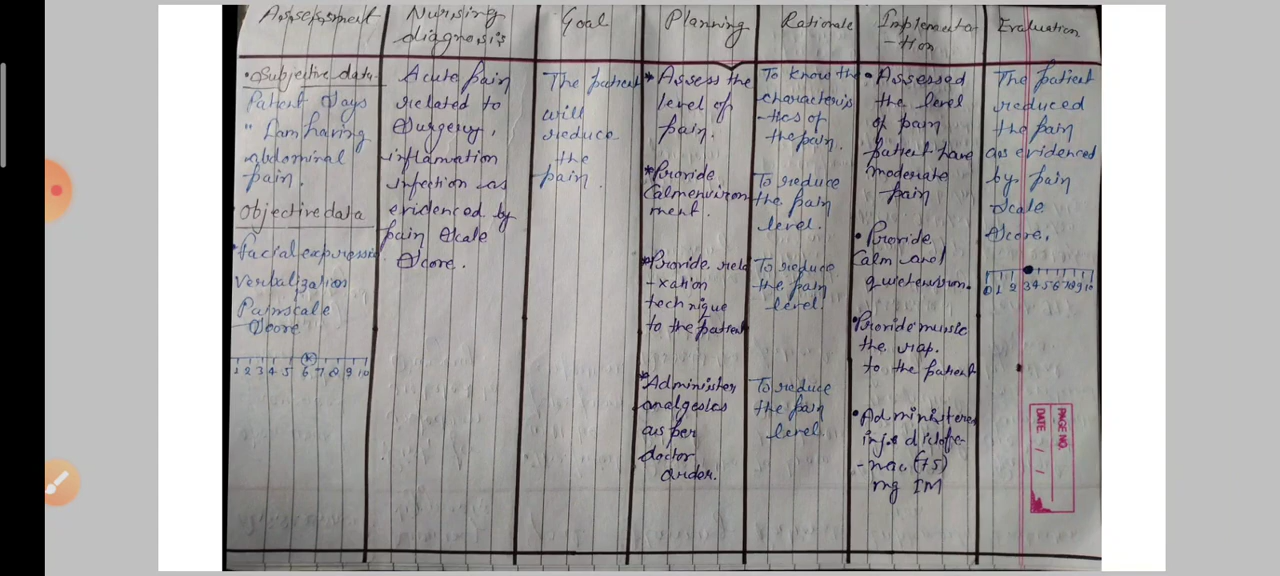 Assessment
• Subjective data-
Patient Says
" I am having
abdominal
pain.
Objective data
• facial expression
verbalization
Painscale
Score
1 2 3 4 5 6 7 8 9 10
Nursing
diagnosis
Acute pain
related to
Surgery,
inflamation
infection as
evidenced by
pain Scale
Score.
Goal
The patient
will
reduce
the
pain.
Planning
* Assess the
level of
pain.
* Provide
Calm environ
ment.
* Provide rela
-xation
technique
to the patient
* Administer
analgesics
as per
doctor
order.
Rationale
To know the
characteris
-tics of
the pain.
To reduce
the pain
level.
To reduce
the pain
level.
To reduce
the pain
level.
Implementa
-tion
• Assessed
the level
of pain
patient have
moderate
pain
• Provide
Calm and
• Provide music
the rap.
to the patient
• Administered
inj. diclofe
-nac (75)
mg IM
Evaluation
The patient
reduced
the pain
as evidenced
by pain
Scale
Score.
0 1 2 3 4 5 6 7 8 9 10
PAGE NO.
DATE / /